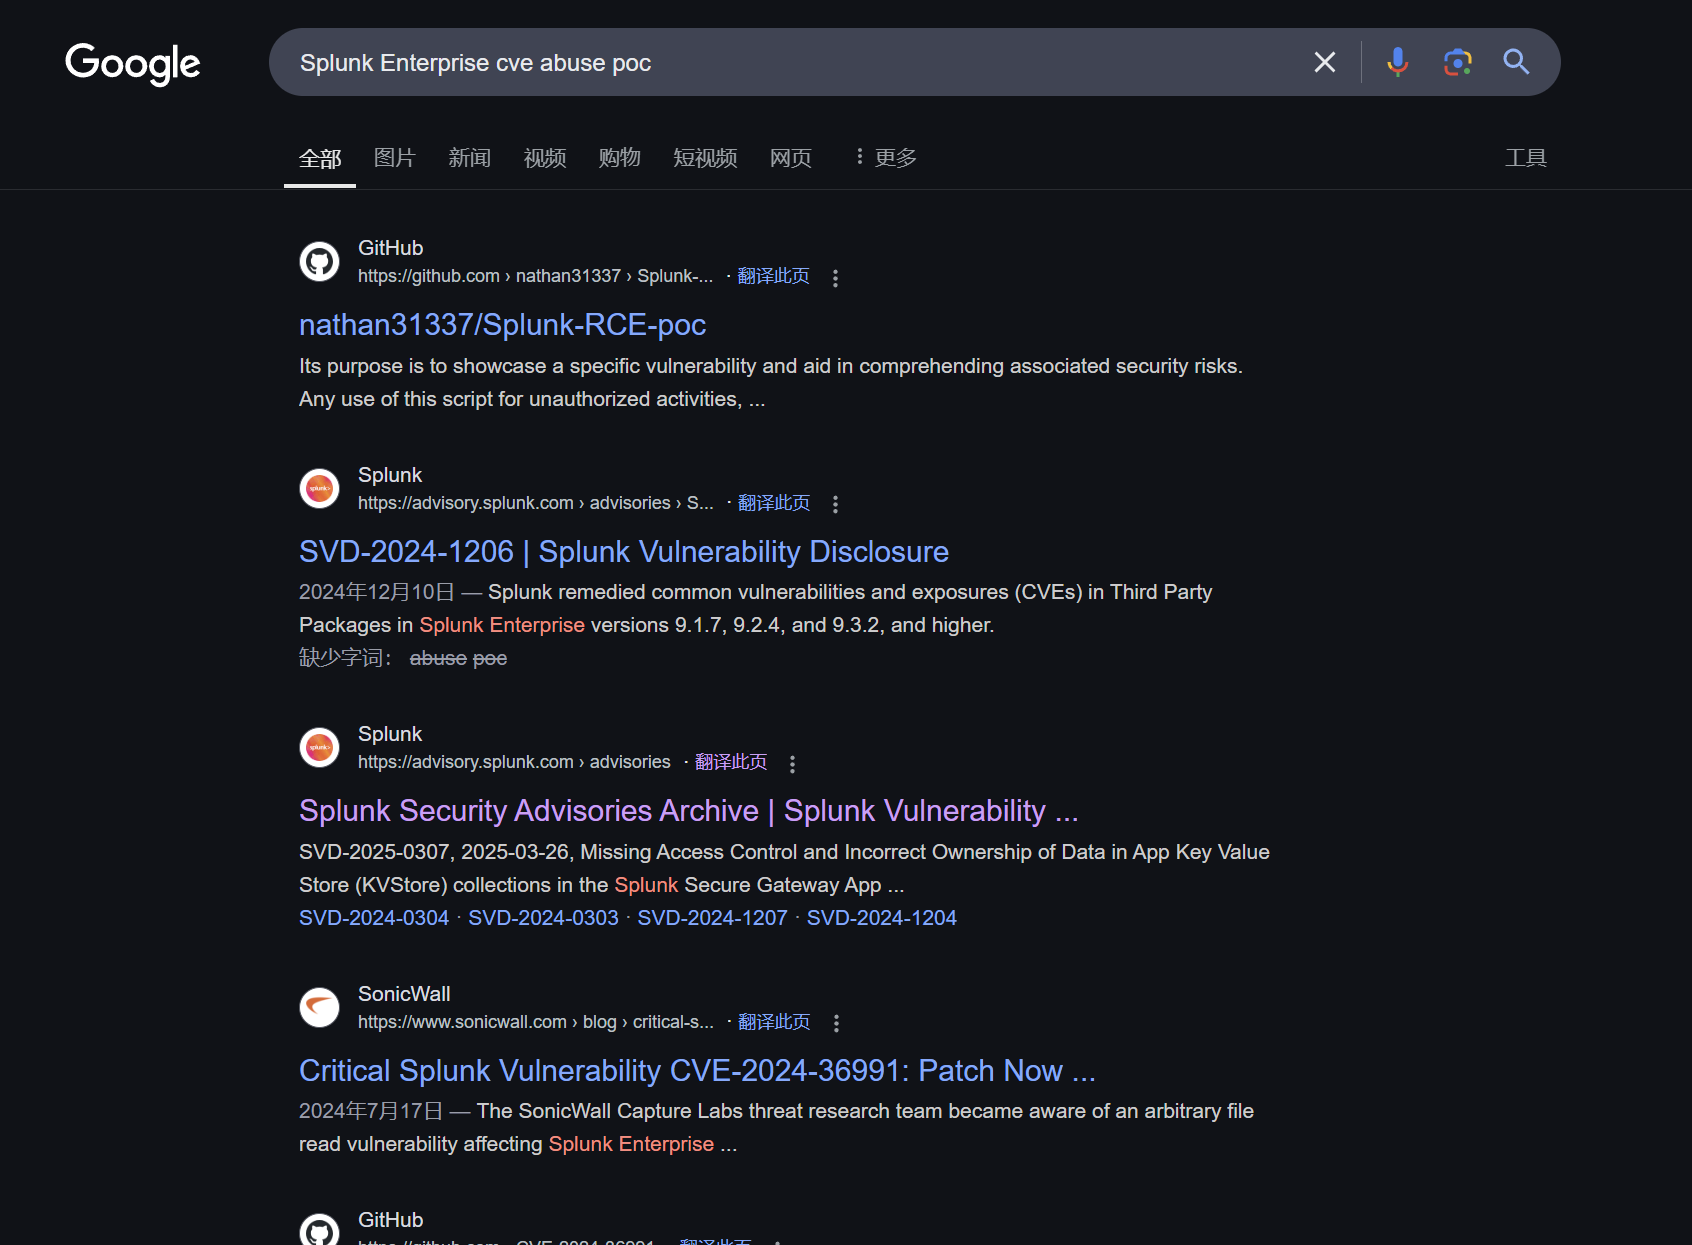 Google
Splunk Enterprise cve abuse poc
全部 图片 新闻 视频 购物 短视频 网页 更多 工具
GitHub
https://github.com › nathan31337 › Splunk-... · 翻译此页
nathan31337/Splunk-RCE-poc
Its purpose is to showcase a specific vulnerability and aid in comprehending associated security risks.
Any use of this script for unauthorized activities, ...
Splunk
https://advisory.splunk.com › advisories › S... · 翻译此页
SVD-2024-1206 | Splunk Vulnerability Disclosure
2024年12月10日 — Splunk remedied common vulnerabilities and exposures (CVEs) in Third Party
Packages in Splunk Enterprise versions 9.1.7, 9.2.4, and 9.3.2, and higher.
缺少字词: abuse poc
Splunk
https://advisory.splunk.com › advisories · 翻译此页
Splunk Security Advisories Archive | Splunk Vulnerability ...
SVD-2025-0307, 2025-03-26, Missing Access Control and Incorrect Ownership of Data in App Key Value
Store (KVStore) collections in the Splunk Secure Gateway App ...
SVD-2024-0304 · SVD-2024-0303 · SVD-2024-1207 · SVD-2024-1204
SonicWall
https://www.sonicwall.com › blog › critical-s... · 翻译此页
Critical Splunk Vulnerability CVE-2024-36991: Patch Now ...
2024年7月17日 — The SonicWall Capture Labs threat research team became aware of an arbitrary file
read vulnerability affecting Splunk Enterprise ...
GitHub
https://github.com › CVE-2024-36991 · 翻译此页